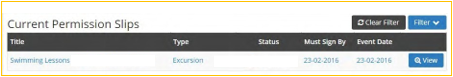 Current Permission Slips
Clear Filter
Filter
Title Type Status Must Sign By Event Date
Swimming Lessons Excursion 23-02-2016 23-02-2016 View